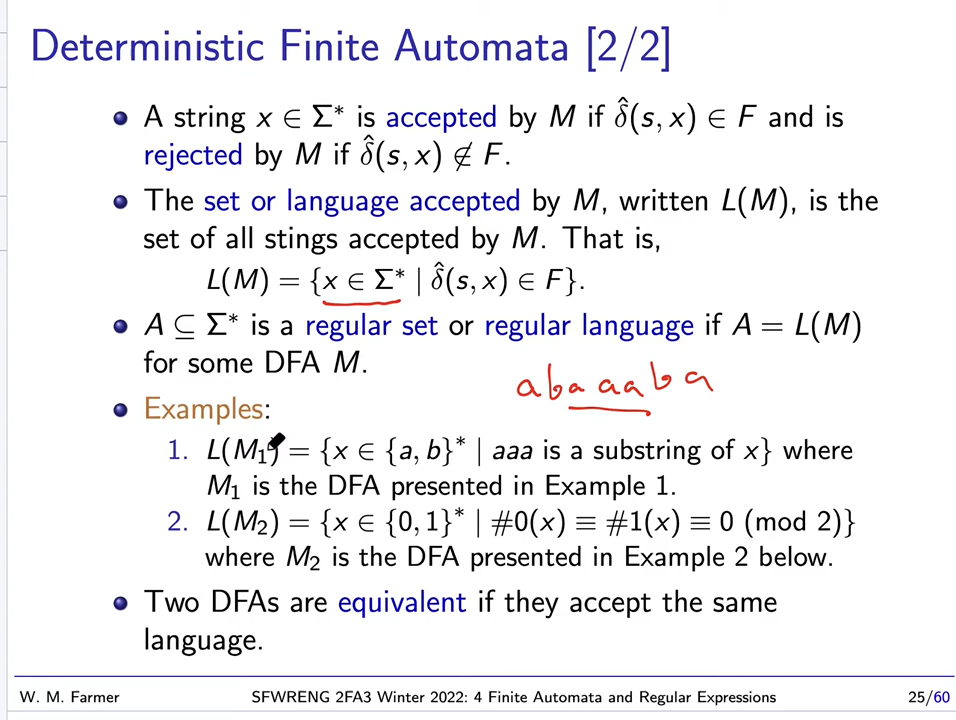 Deterministic Finite Automata [2/2]
A string x ∈ Σ* is accepted by M if δ̂(s, x) ∈ F and is
rejected by M if δ̂(s, x) ∉ F.
The set or language accepted by M, written L(M), is the
set of all stings accepted by M. That is,
L(M) = {x ∈ Σ* | δ̂(s, x) ∈ F}.
A ⊆ Σ* is a regular set or regular language if A = L(M)
for some DFA M.
abaaaba
Examples:
1. L(M₁) = {x ∈ {a, b}* | aaa is a substring of x} where
M₁ is the DFA presented in Example 1.
2. L(M₂) = {x ∈ {0, 1}* | #0(x) ≡ #1(x) ≡ 0 (mod 2)}
where M₂ is the DFA presented in Example 2 below.
Two DFAs are equivalent if they accept the same
language.
W. M. Farmer SFWRENG 2FA3 Winter 2022: 4 Finite Automata and Regular Expressions 25/60